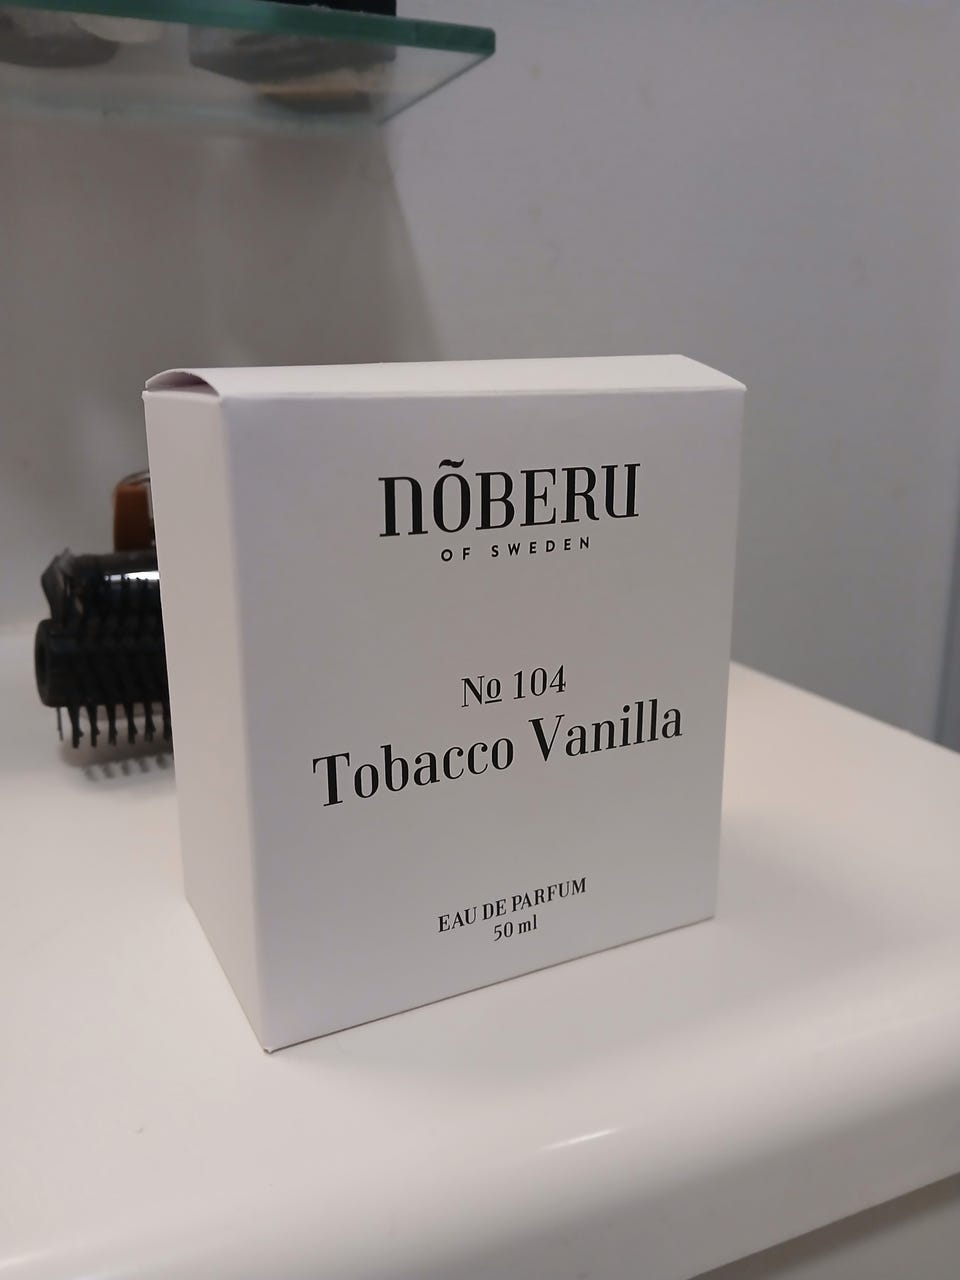 NÕBERU
OF SWEDEN
№ 104
Tobacco Vanilla
EAU DE PARFUM
50 ml